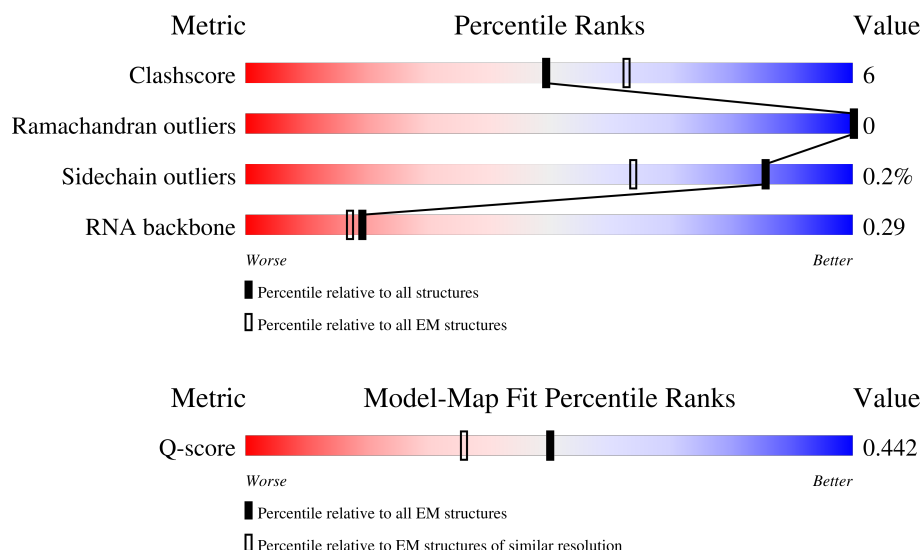 Metric Percentile Ranks Value
Clashscore 6
Ramachandran outliers 0
Sidechain outliers 0.2%
RNA backbone 0.29
Worse Better
Percentile relative to all structures
Percentile relative to all EM structures
Metric Model-Map Fit Percentile Ranks Value
Q-score 0.442
Worse Better
Percentile relative to all EM structures
Percentile relative to EM structures of similar resolution